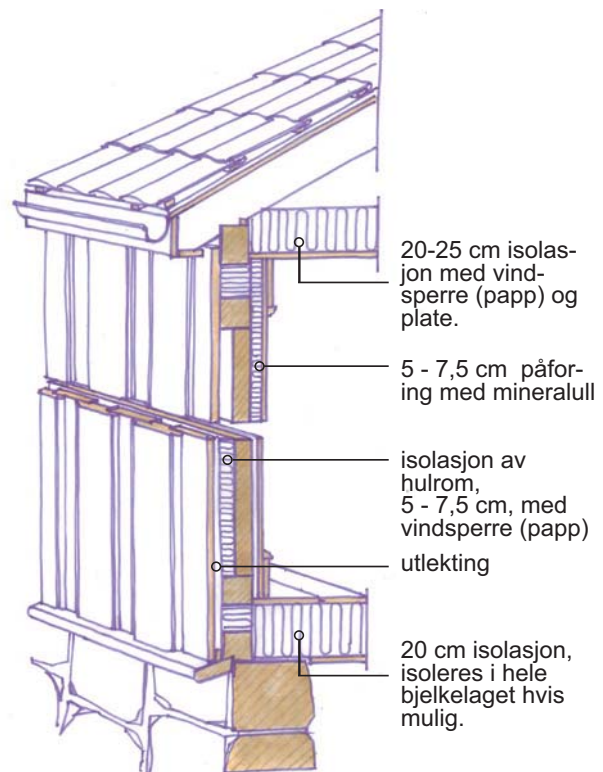 20-25 cm isolas-
jon med vind-
sperre (papp) og
plate.
5 - 7,5 cm påfor-
ing med mineralull
isolasjon av
hulrom,
5 - 7,5 cm, med
vindsperre (papp)
utlekting
20 cm isolasjon,
isoleres i hele
bjelkelaget hvis
mulig.